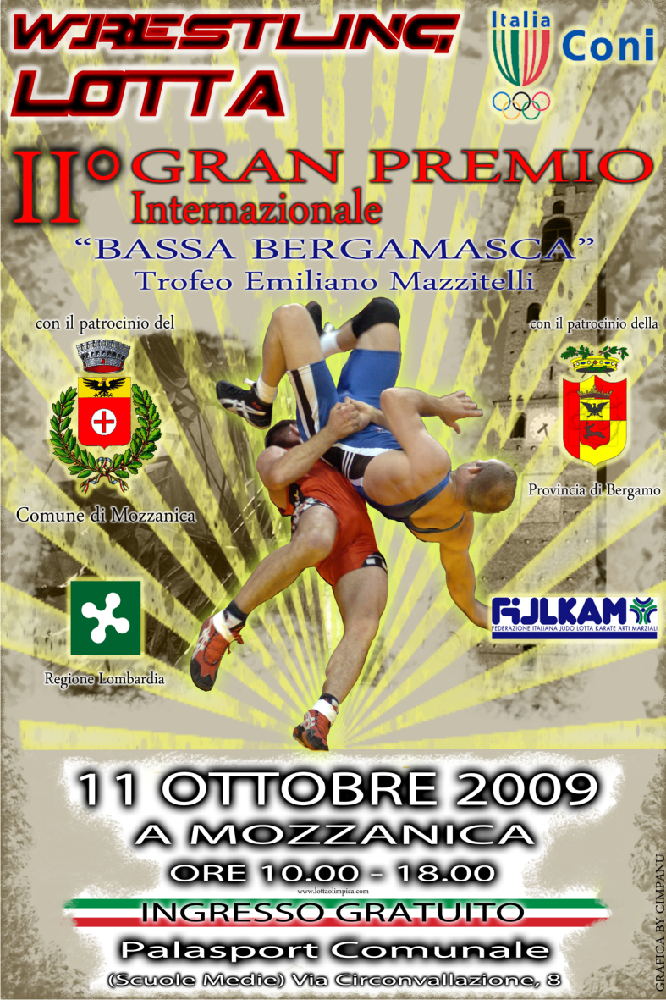 WRESTLING
LOTTA
Italia
Coni
II° GRAN PREMIO
Internazionale
“BASSA BERGAMASCA”
Trofeo Emiliano Mazzitelli
con il patrocinio del
Comune di Mozzanica
con il patrocinio della
Provincia di Bergamo
Regione Lombardia
FIJLKAM
FEDERAZIONE ITALIANA JUDO LOTTA KARATE ARTI MARZIALI
11 OTTOBRE 2009
A MOZZANICA
ORE 10.00 - 18.00
www.lottaolimpica.com
INGRESSO GRATUITO
Palasport Comunale
(Scuole Medie) Via Circonvallazione, 8
GRAFICA BY CIMPANU